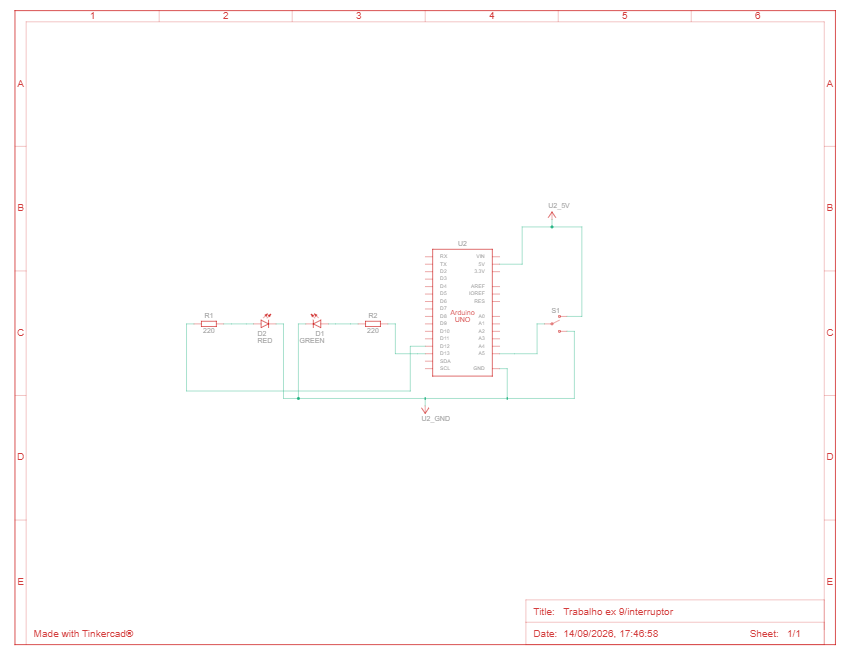 1 2 3 4 5 6
A A
B B
C C
D D
E E
U2_5V
U2
RX VIN
TX 5V
D2 3.3V
D3
D4 AREF
D5 IOREF
D6 RES
D7
D8 A0
D9 A1
D10 A2
D11 A3
D12 A4
D13 A5
SDA
SCL GND
Arduino
UNO
S1
R1
220
D2
RED
D1
GREEN
R2
220
U2_GND
Title: Trabalho ex 9/interruptor
Date: 14/09/2026, 17:46:58 Sheet: 1/1
Made with Tinkercad®